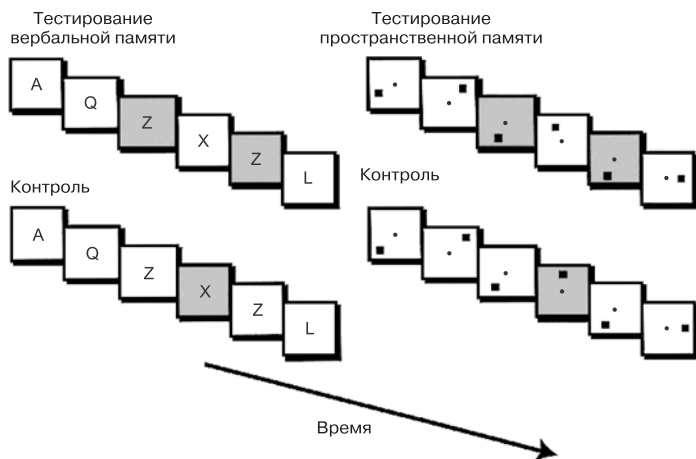 Тестирование
вербальной памяти
A
Q
Z
X
Z
L
Тестирование
пространственной памяти
Контроль
A
Q
Z
X
Z
L
Контроль
Время